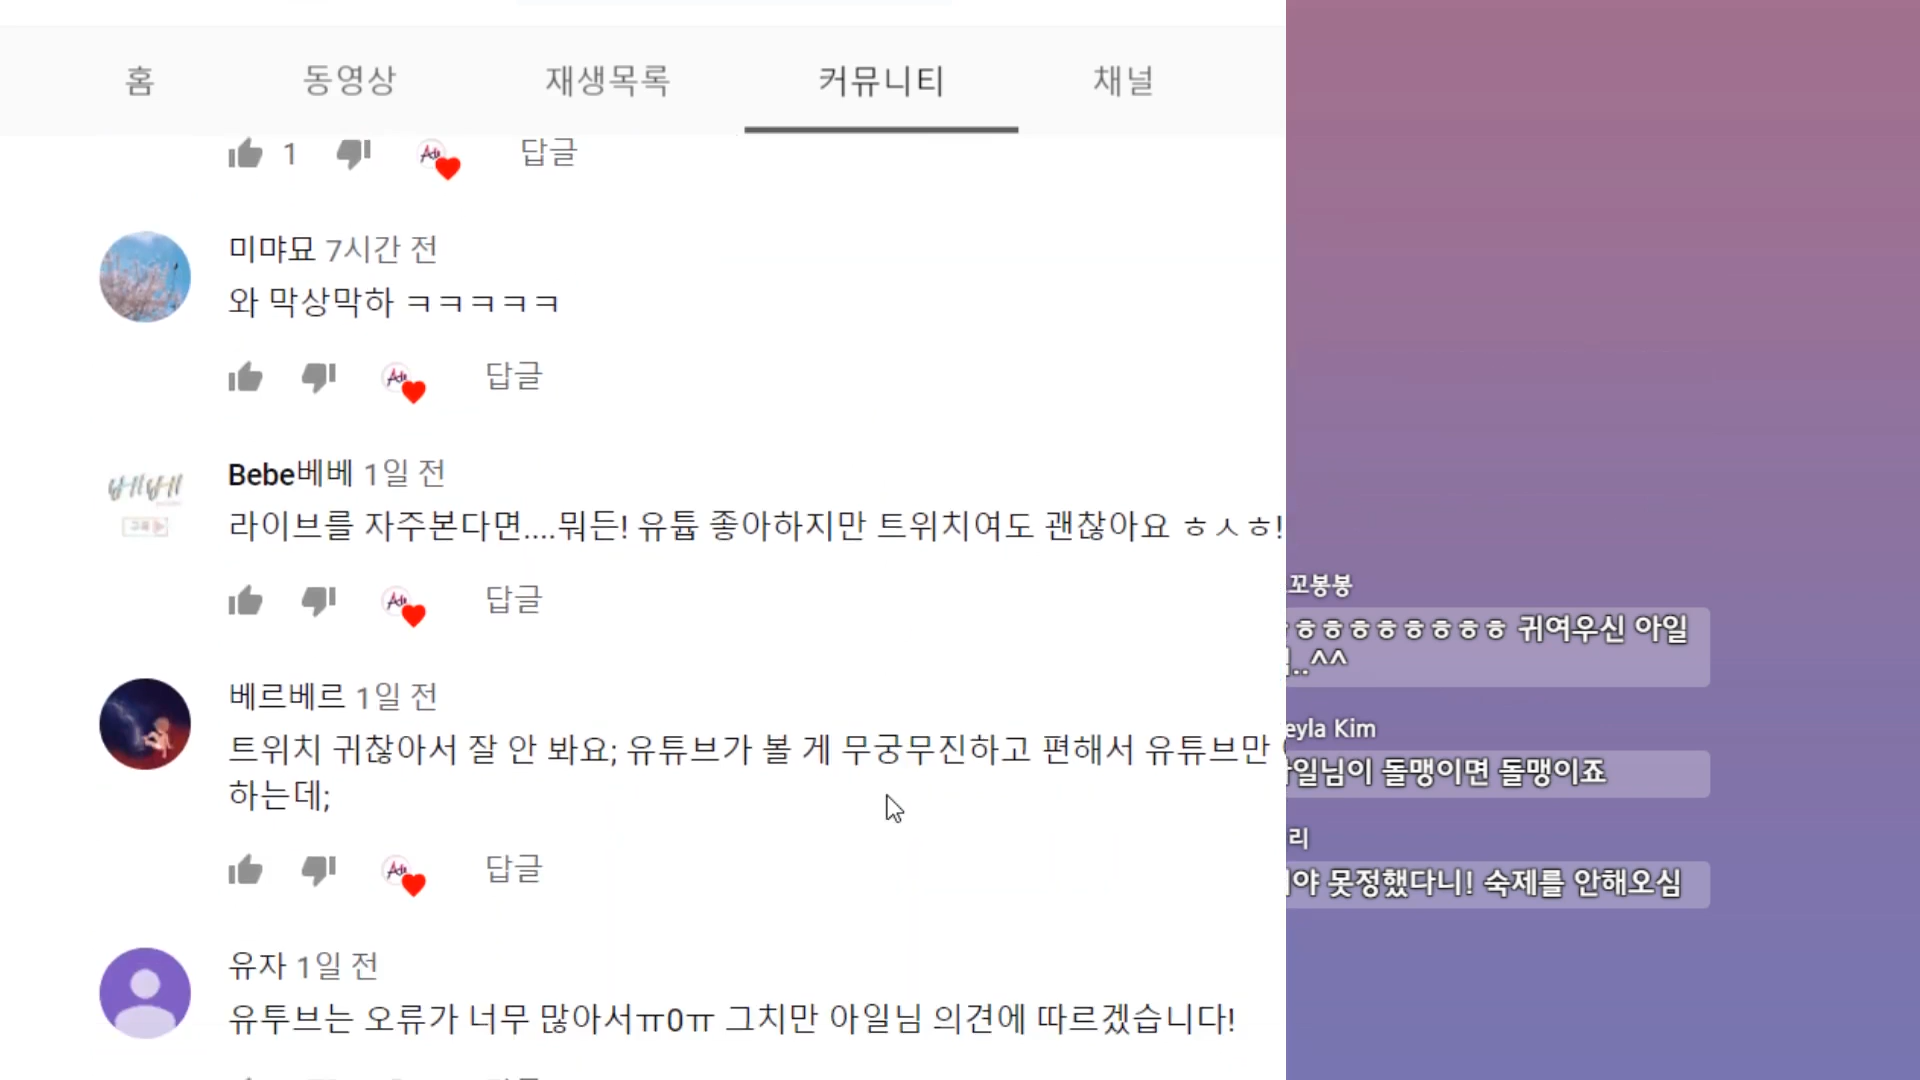 홈 동영상 재생목록 커뮤니티 채널
1 답글
미먀묘 7시간 전
와 막상막하 ㅋㅋㅋㅋㅋ
답글
베베
Bebe베베 1일 전
라이브를 자주본다면....뭐든! 유튭 좋아하지만 트위치여도 괜찮아요 ㅎㅅㅎ!
답글
베르베르 1일 전
트위치 귀찮아서 잘 안 봐요; 유튜브가 볼 게 무궁무진하고 편해서 유튜브만
하는데;
답글
유자 1일 전
유투브는 오류가 너무 많아서ㅠ0ㅠ 그치만 아일님 의견에 따르겠습니다!
꼬봉봉
ㅎㅎㅎㅎㅎㅎㅎㅎ 귀여우신 아일
..^^
eyla Kim
일님이 돌맹이면 돌맹이죠
리
야 못정했다니! 숙제를 안해오심